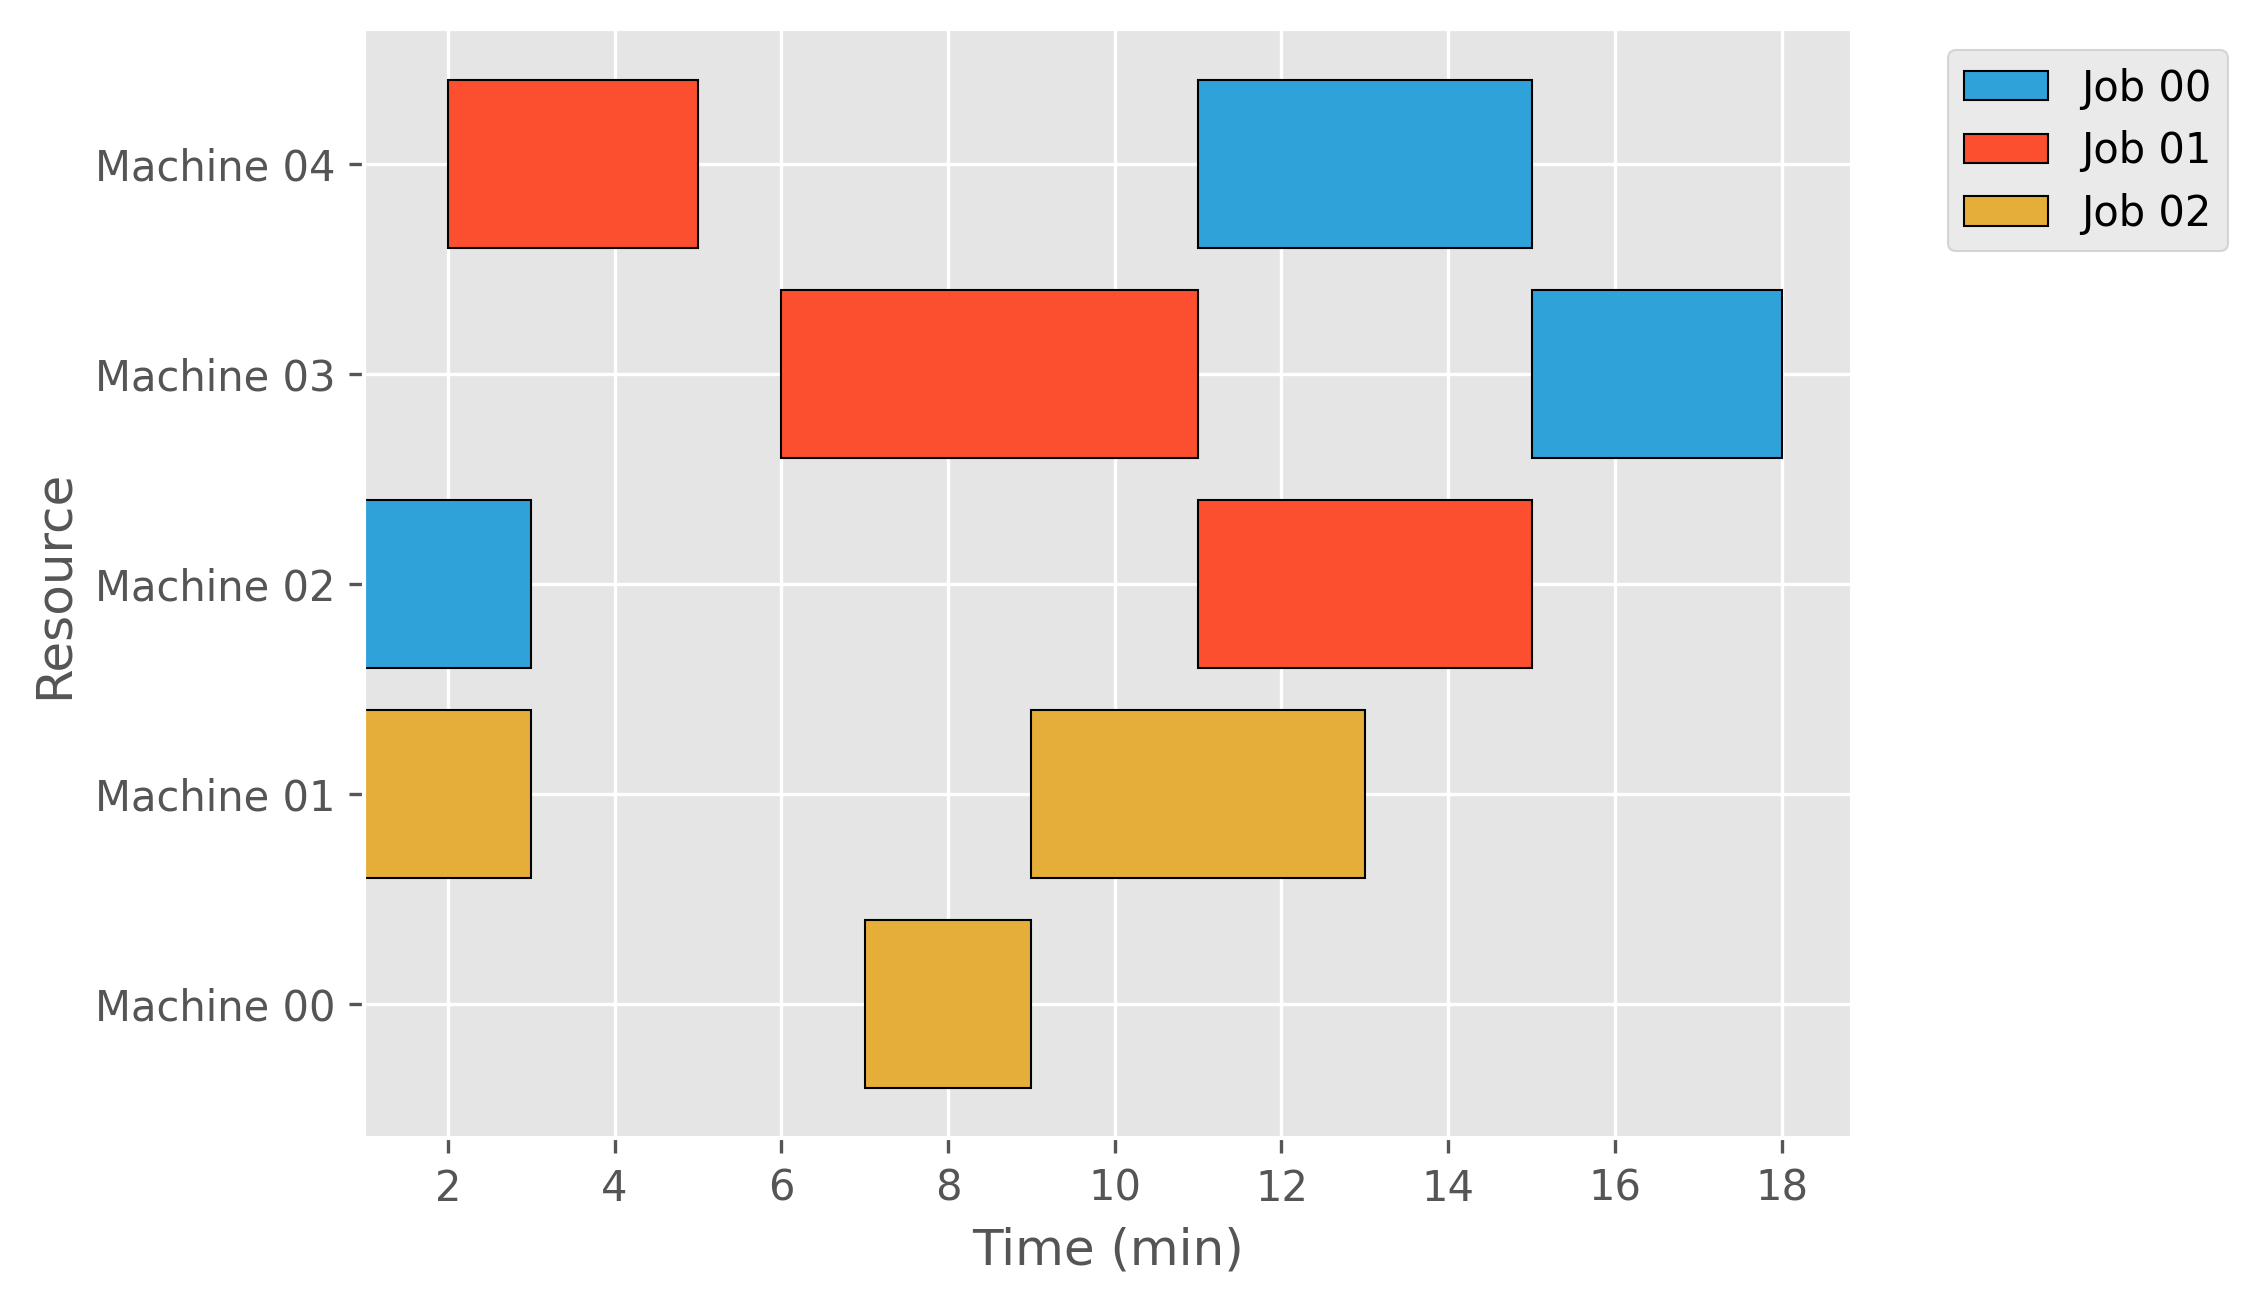 Job 00
Job 01
Job 02
Machine 04
Machine 03
Machine 02
Machine 01
Machine 00
Resource
2 4 6 8 10 12 14 16 18
Time (min)